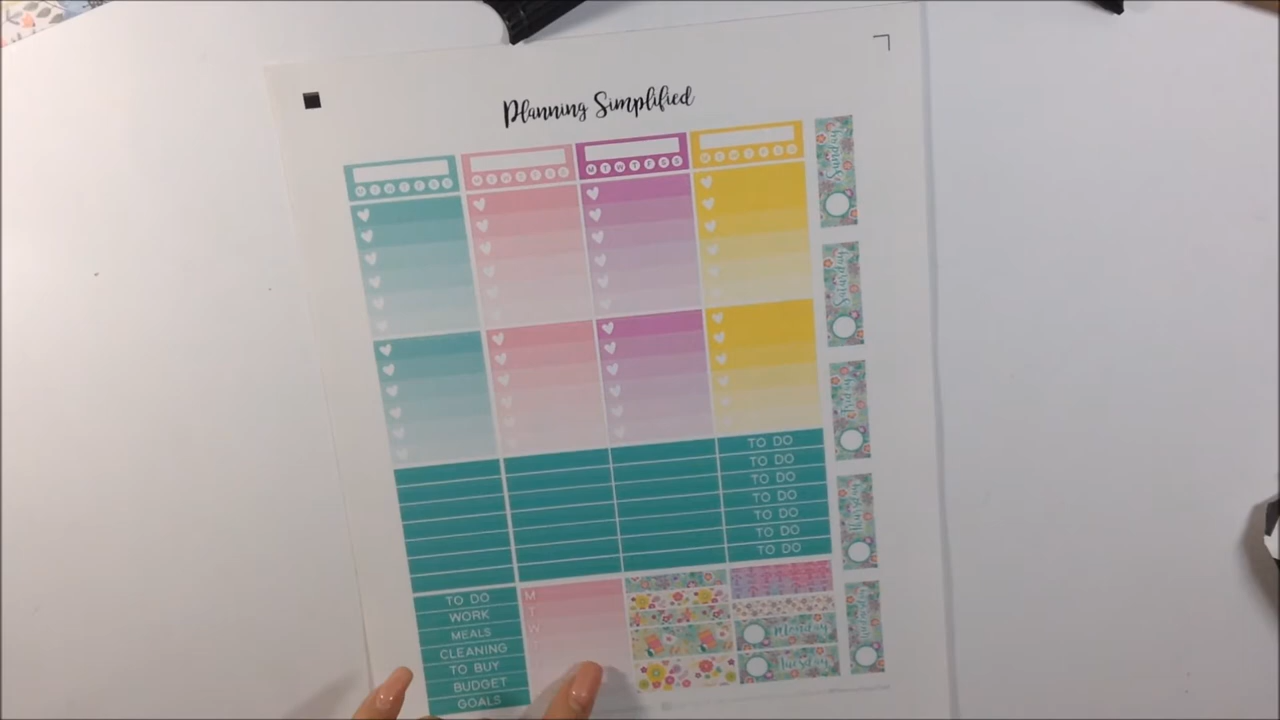 Planning Simplified
M T W T F S S
M T W T F S S
M T W T F S S
M T W T F S S
Sunday
Saturday
Friday
Thursday
Wednesday
TO DO
TO DO
TO DO
TO DO
TO DO
TO DO
TO DO
TO DO
WORK
MEALS
CLEANING
TO BUY
BUDGET
GOALS
M
T
W
Monday
Tuesday